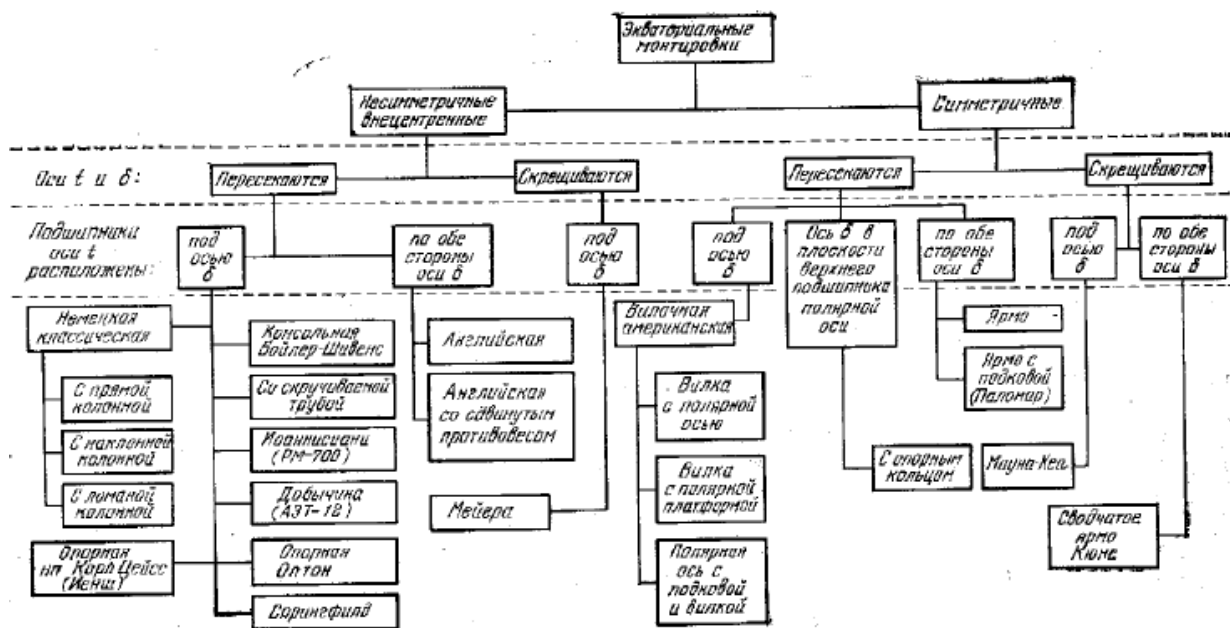 Экваториальные
монтировки
Несимметричные
внецентренные
Симметричные
Оси t и δ:
Пересекаются
Скрещиваются
Пересекаются
Скрещиваются
Подшипники
оси t
расположены:
под
осью
δ
по обе
стороны
оси δ
под
осью
δ
под
осью
δ
Ось δ в
плоскости
верхнего
подшипника
полярной
оси
по обе
стороны
оси δ
под
осью
δ
по обе
стороны
оси δ
Немецкая
классическая
С прямой
колонной
С наклонной
колонной
С ломаной
колонной
Опорная
нп Карл Цейсс
(Йена)
Консольная
Бойлер-Шивенс
Со скручиваемой
трубой
Иоаннисиани
(РМ-700)
Добычина
(АЗТ-12)
Опорная
Оптон
Спрингфилд
Английская
Английская
со сдвинутым
противовесом
Мейера
Вилочная
американская
Вилка
с полярной
осью
Вилка
с полярной
платформой
Полярная
ось с
подковой
и вилкой
С опорным
кольцом
Ярмо
Ярмо с
подковой
(Паломар)
Мауна-Кеа
Сводчатое
ярмо
Кюне